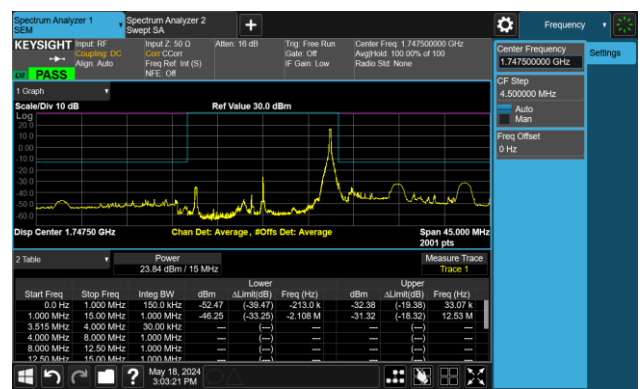 Spectrum Analyzer 1
SEM
Spectrum Analyzer 2
Swept SA
+
Frequency
KEYSIGHT
Input: RF
Coupling: DC
Align: Auto
Input Z: 50 Ω
Corr CCorr
Freq Ref: Int (S)
NFE: Off
Atten: 16 dB
Trig: Free Run
Gate: Off
IF Gain: Low
Center Freq: 1.747500000 GHz
Avg|Hold: 100.00% of 100
Radio Std: None
PASS
Center Frequency
1.747500000 GHz
Settings
CF Step
4.500000 MHz
Auto
Man
Freq Offset
0 Hz
1 Graph
Scale/Div 10 dB
Ref Value 30.0 dBm
Log
20.0
10.0
0.00
-10.0
-20.0
-30.0
-40.0
-50.0
-60.0
Disp Center 1.74750 GHz
Chan Det: Average, #Offs Det: Average
Span 45.000 MHz
2001 pts
2 Table
Power
23.84 dBm / 15 MHz
Measure Trace
Trace 1
Lower Upper
Start Freq Stop Freq Integ BW dBm ΔLimit(dB) Freq (Hz) dBm ΔLimit(dB) Freq (Hz)
0.0 Hz 1.000 MHz 150.0 kHz -52.47 (-39.47) -213.0 k -32.38 (-19.38) 33.07 k
1.000 MHz 15.00 MHz 1.000 MHz -46.25 (-33.25) -2.108 M -31.32 (-18.32) 12.53 M
3.515 MHz 4.000 MHz 30.00 kHz --- (---) --- --- (---) ---
4.000 MHz 8.000 MHz 1.000 MHz --- (---) --- --- (---) ---
8.000 MHz 12.50 MHz 1.000 MHz --- (---) --- --- (---) ---
12.50 MHz 15.00 MHz 1.000 MHz --- (---) --- --- (---) ---
?
May 18, 2024
3:03:21 PM